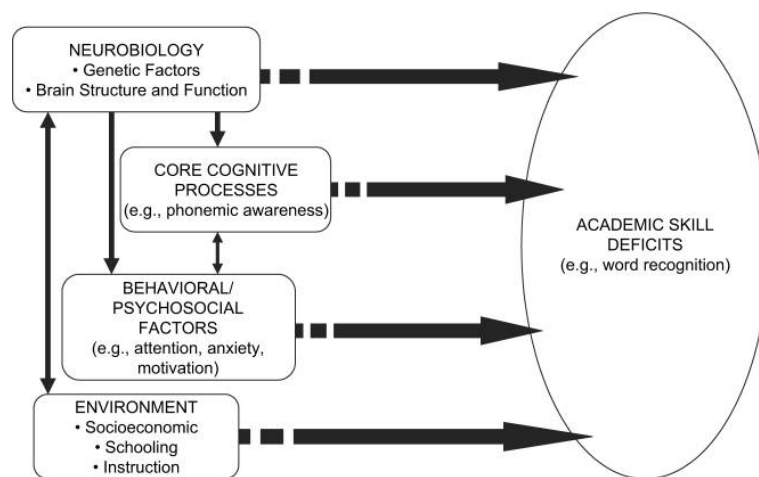 NEUROBIOLOGY
• Genetic Factors
• Brain Structure and Function
CORE COGNITIVE
PROCESSES
(e.g., phonemic awareness)
ACADEMIC SKILL
DEFICITS
(e.g., word recognition)
BEHAVIORAL/
PSYCHOSOCIAL
FACTORS
(e.g., attention, anxiety,
motivation)
ENVIRONMENT
• Socioeconomic
• Schooling
• Instruction